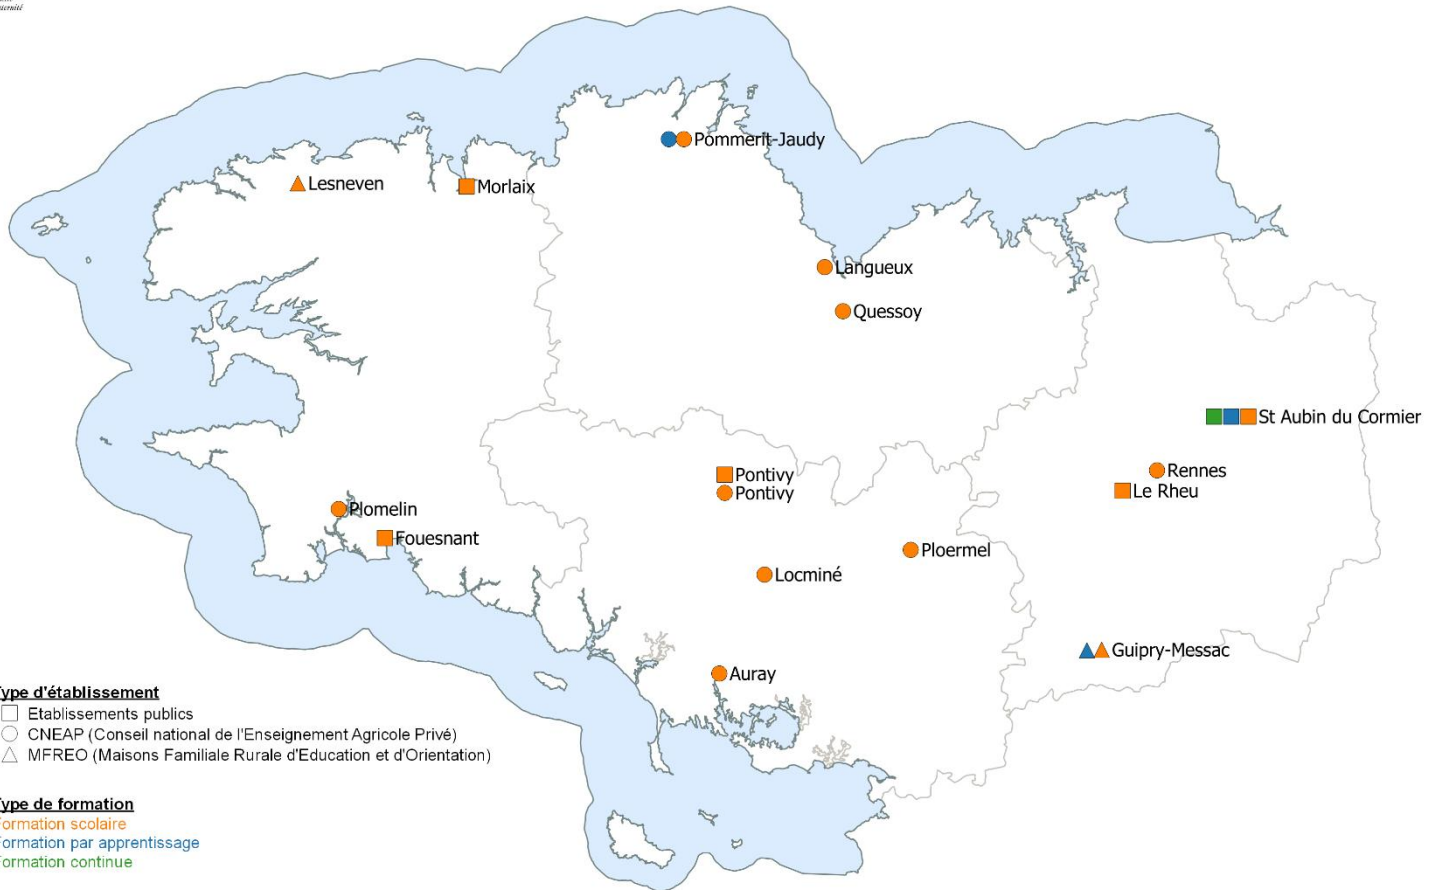 Pommerit-Jaudy
Lesneven
Morlaix
Langueux
Quessoy
St Aubin du Cormier
Rennes
Pontivy
Le Rheu
Pontivy
Plomelin
Fouesnant
Ploermel
Locminé
Guipry-Messac
Auray
ype d'établissement
Etablissements publics
CNEAP (Conseil national de l'Enseignement Agricole Privé)
MFREO (Maisons Familiale Rurale d'Education et d'Orientation)
ype de formation
ormation scolaire
ormation par apprentissage
ormation continue